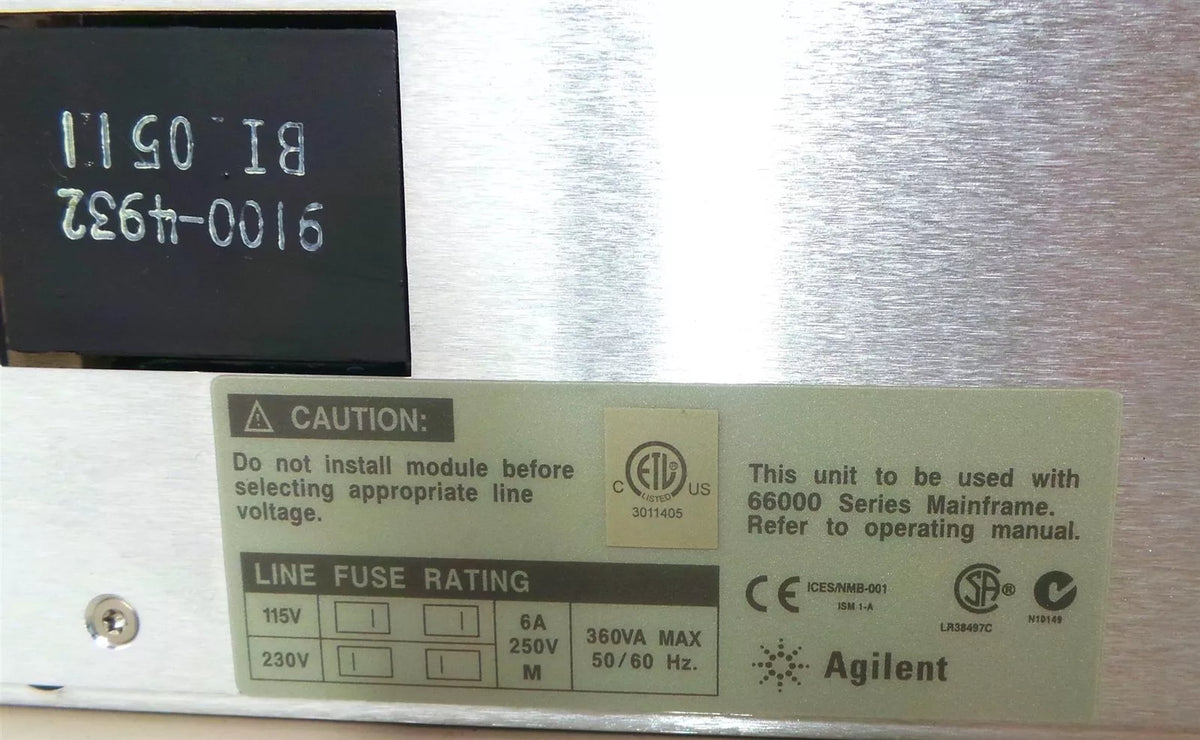 9100-4932
BI 0511
CAUTION:
Do not install module before
selecting appropriate line
voltage.
ETL®
LISTED
C US
3011405
This unit to be used with
66000 Series Mainframe.
Refer to operating manual.
LINE FUSE RATING
115V
230V
6A
250V
M
360VA MAX
50/60 Hz.
CE ICES/NMB-001
ISM 1-A
SA®
LR38497C
N10149
Agilent